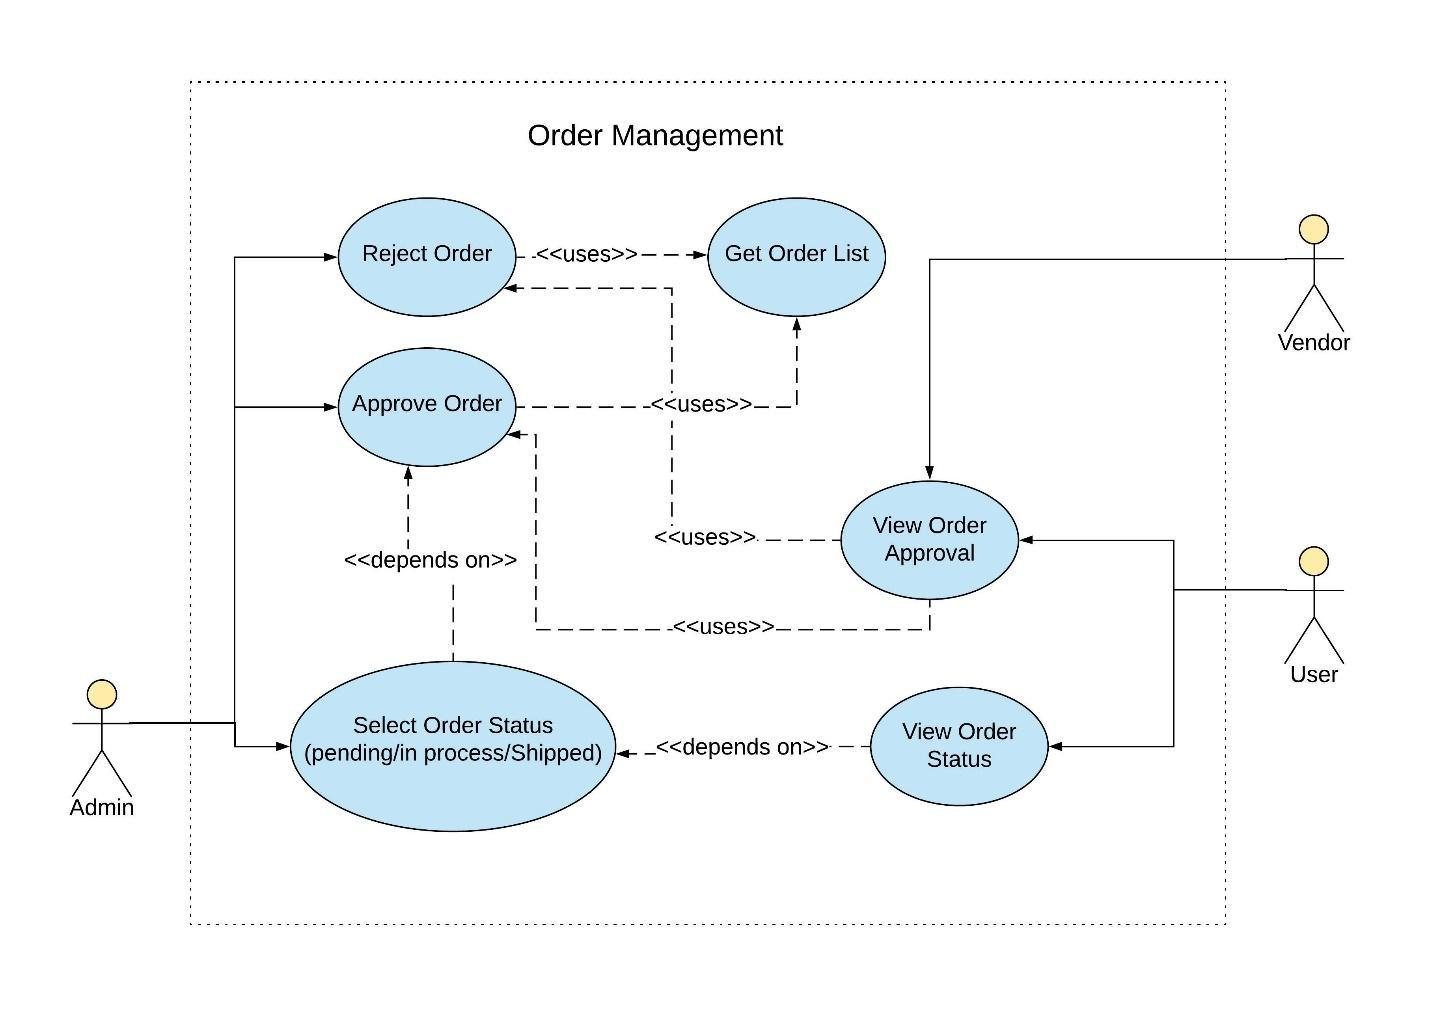 Order Management
Reject Order
<<uses>>
Get Order List
Vendor
Approve Order
<<uses>>
View Order
Approval
<<uses>>
<<depends on>>
<<uses>>
User
Select Order Status
(pending/in process/Shipped)
<<depends on>>
View Order
Status
Admin